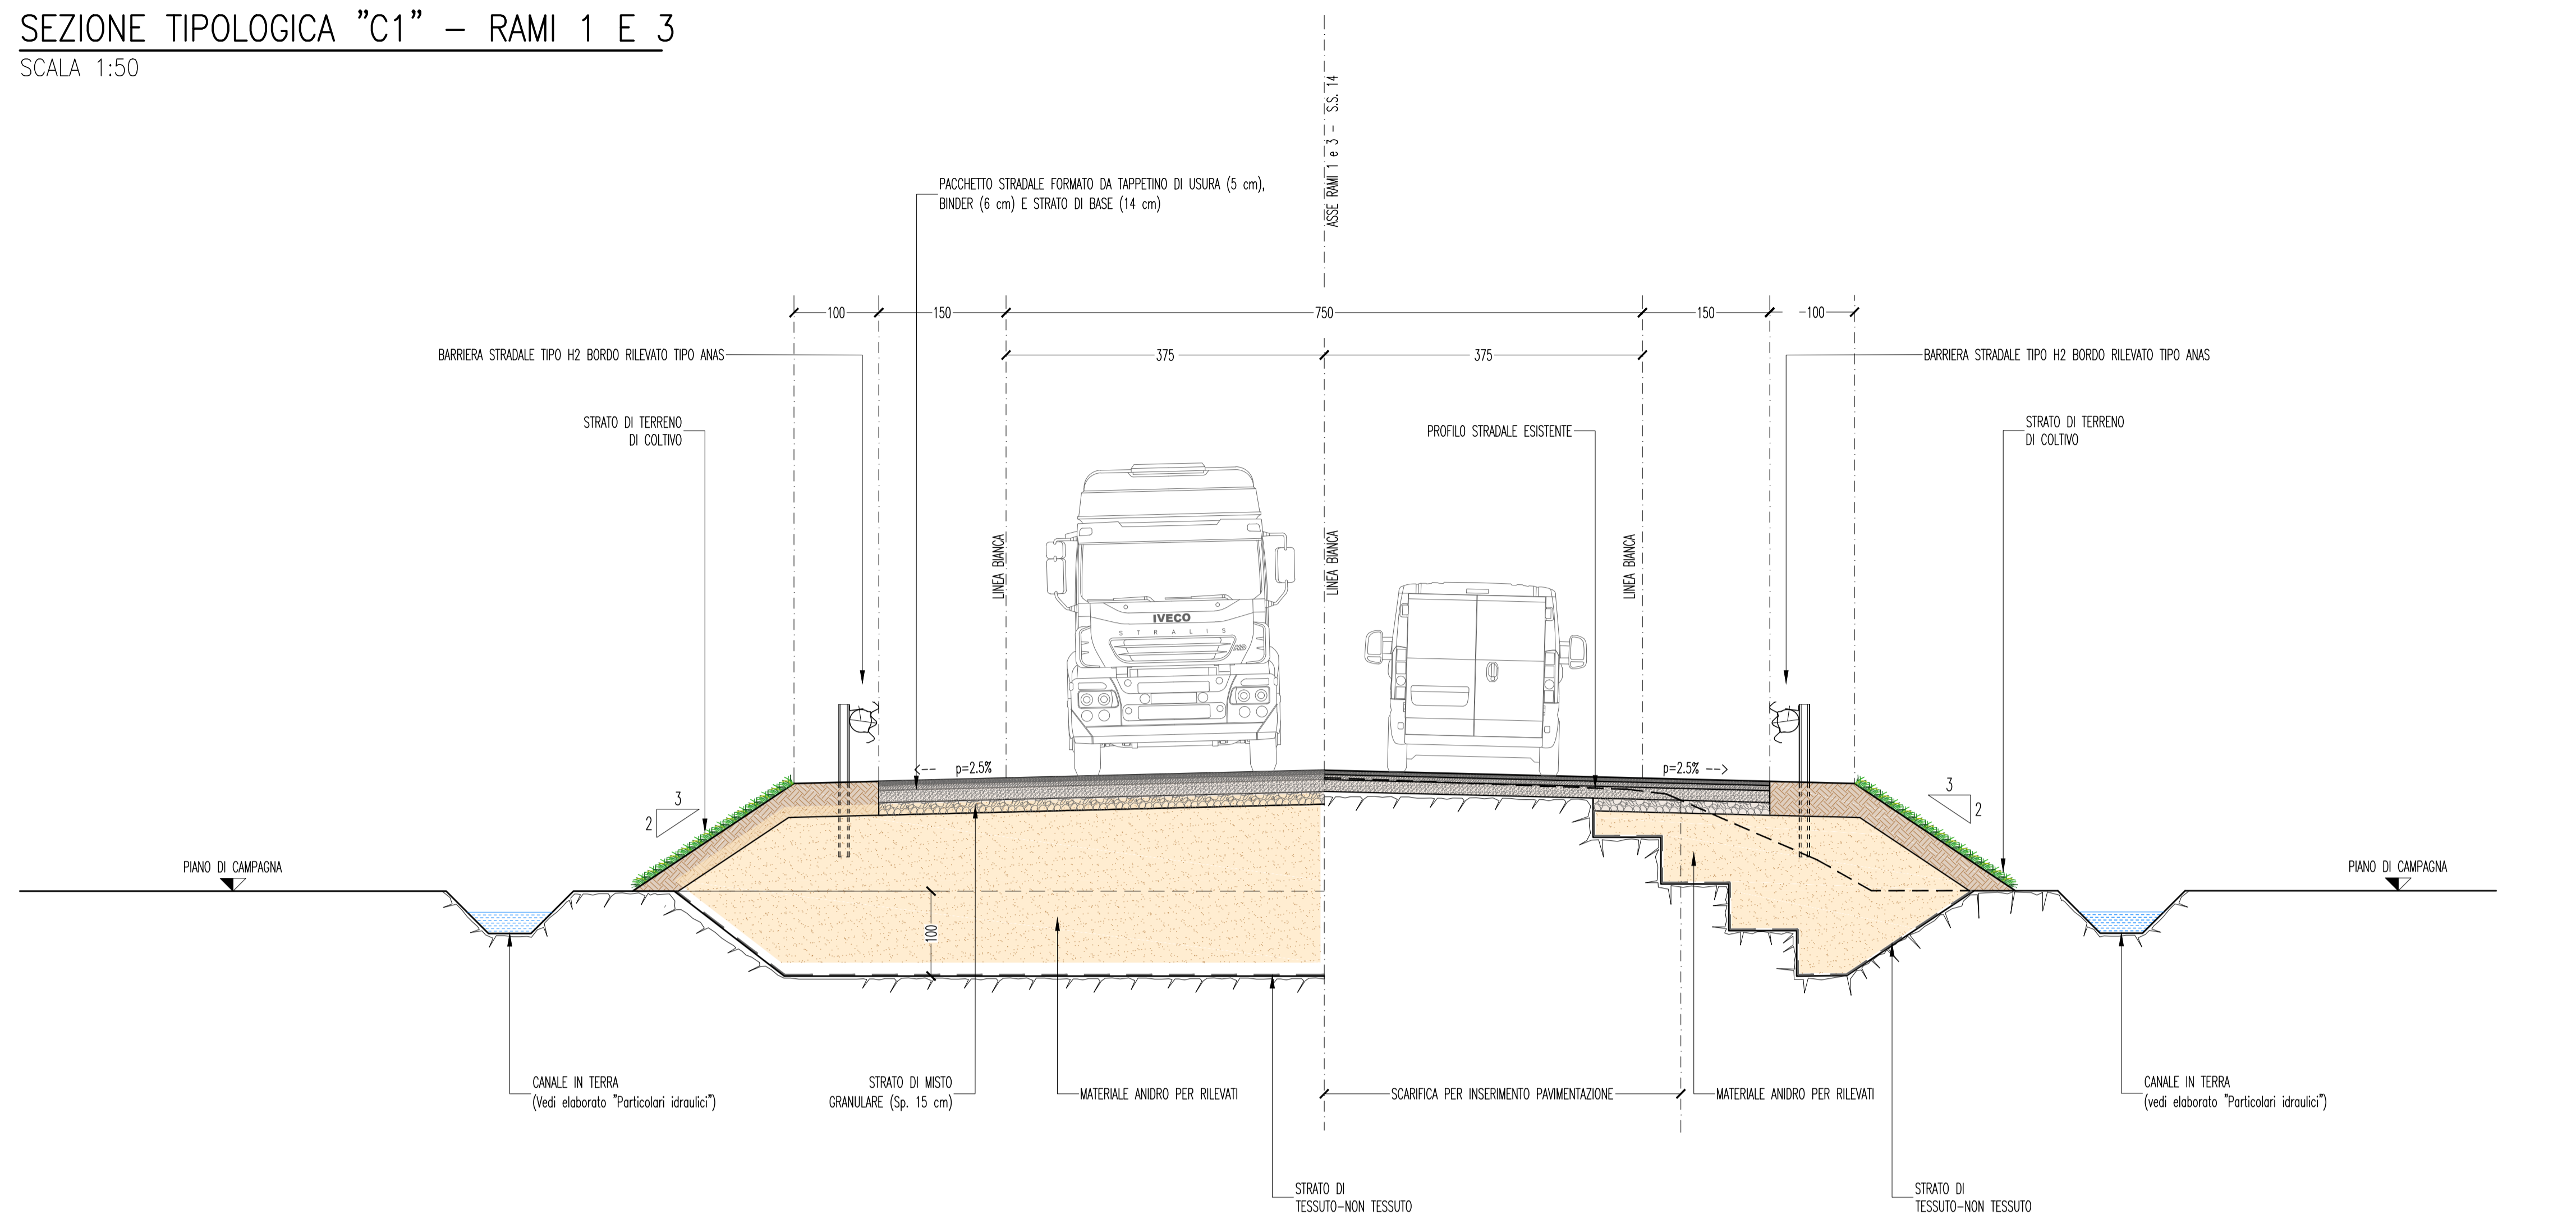 SEZIONE TIPOLOGICA "C1" – RAMI 1 E 3
SCALA 1:50
ASSE RAMI 1 e 3 – S.S. 14
PACCHETTO STRADALE FORMATO DA TAPPETINO DI USURA (5 cm),
BINDER (6 cm) E STRATO DI BASE (14 cm)
100
150
750
150
100
BARRIERA STRADALE TIPO H2 BORDO RILEVATO TIPO ANAS
375
375
BARRIERA STRADALE TIPO H2 BORDO RILEVATO TIPO ANAS
STRATO DI TERRENO
DI COLTIVO
PROFILO STRADALE ESISTENTE
STRATO DI TERRENO
DI COLTIVO
LINEA BIANCA
LINEA BIANCA
LINEA BIANCA
IVECO
STRALIS
<-- p=2.5%
p=2.5% -->
3
2
3
2
PIANO DI CAMPAGNA
PIANO DI CAMPAGNA
100
CANALE IN TERRA
(Vedi elaborato "Particolari idraulici")
STRATO DI MISTO
GRANULARE (Sp. 15 cm)
MATERIALE ANIDRO PER RILEVATI
SCARIFICA PER INSERIMENTO PAVIMENTAZIONE
MATERIALE ANIDRO PER RILEVATI
CANALE IN TERRA
(vedi elaborato "Particolari idraulici")
STRATO DI
TESSUTO–NON TESSUTO
STRATO DI
TESSUTO–NON TESSUTO